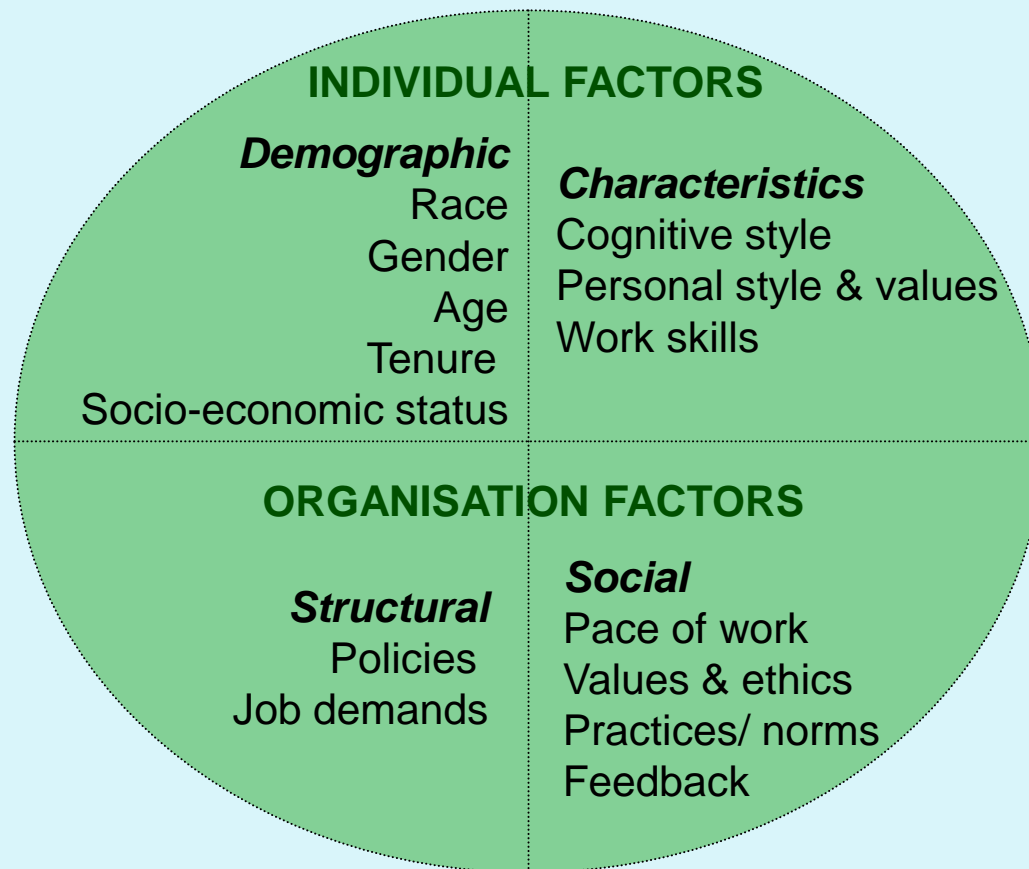 INDIVIDUAL FACTORS
Demographic
Race
Gender
Age
Tenure
Socio-economic status
Characteristics
Cognitive style
Personal style & values
Work skills
ORGANISATION FACTORS
Structural
Policies
Job demands
Social
Pace of work
Values & ethics
Practices/ norms
Feedback